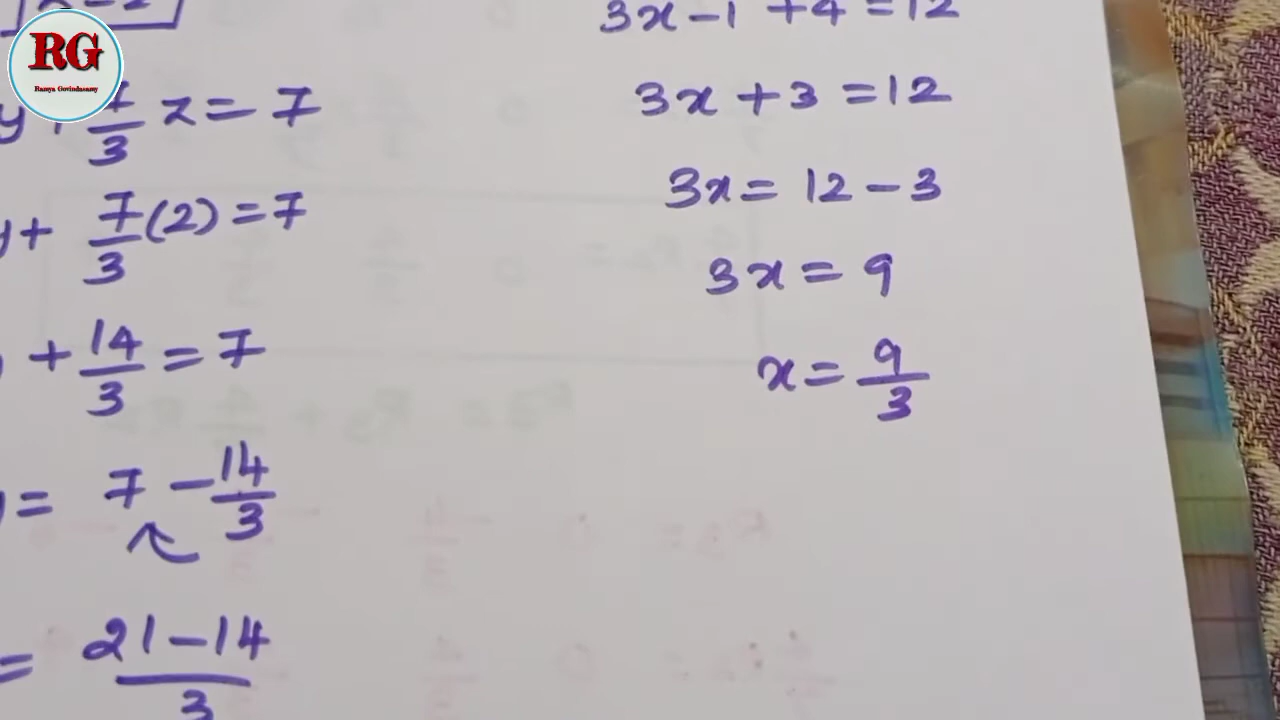 RG
Ramya Govindasamy
7/3 z = 7
y + 7/3 (2) = 7
+ 14/3 = 7
= 7 - 14/3
= 21 - 14 / 3
3x - 1 + 4 = 12
3x + 3 = 12
3x = 12 - 3
3x = 9
x = 9/3